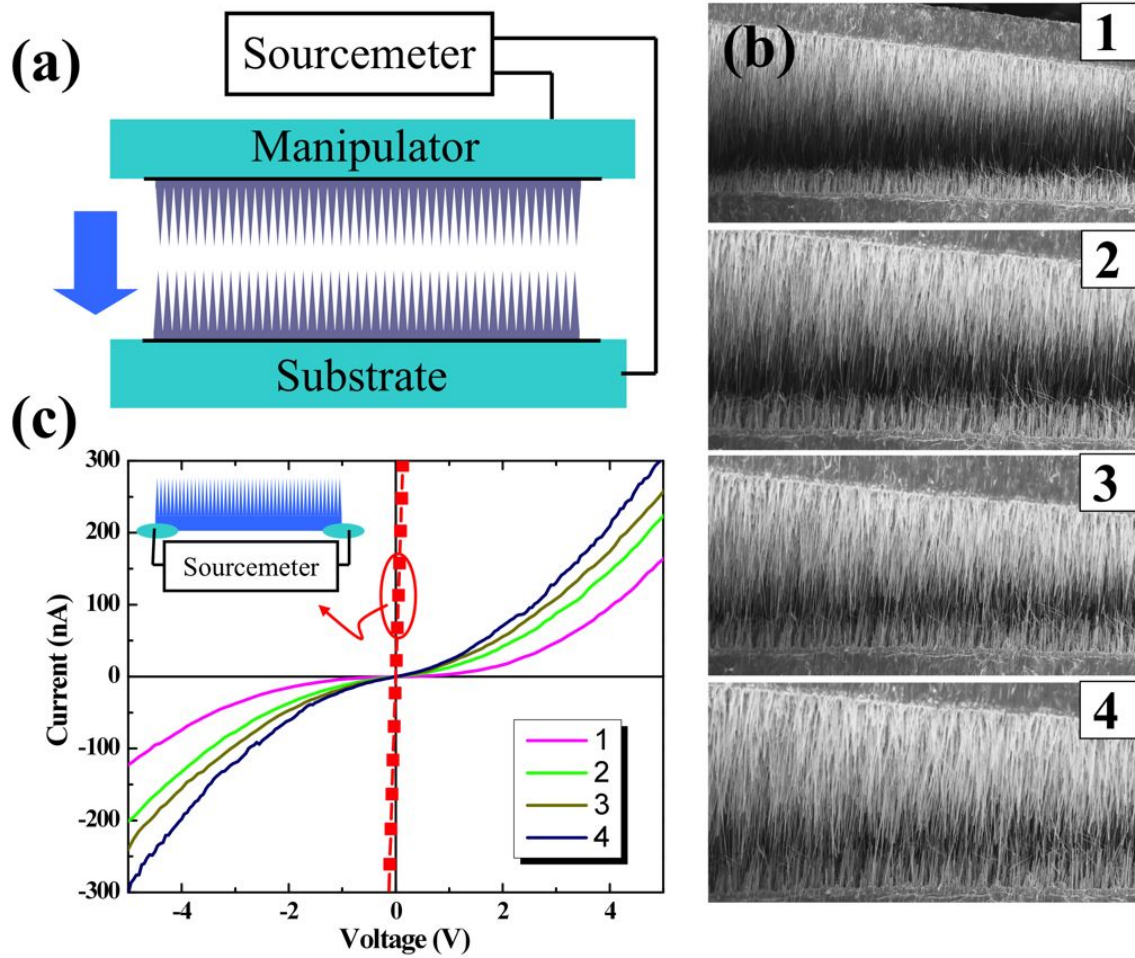 (a)
Sourcemeter
Manipulator
Substrate
(b)
1
2
3
4
(c)
Sourcemeter
Current (nA)
300
200
100
0
-100
-200
-300
-4
-2
0
2
4
Voltage (V)
1
2
3
4